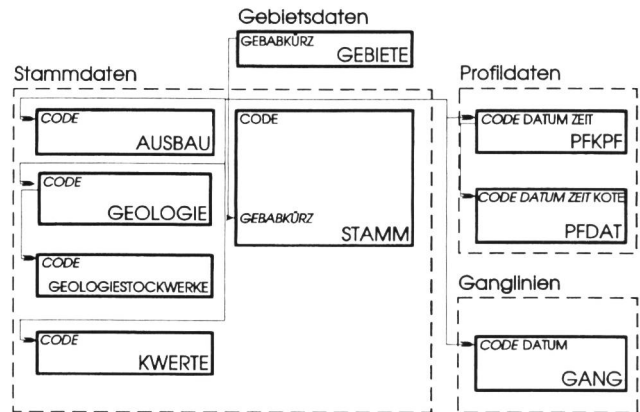 Gebietsdaten
GEBABKÜRZ
GEBIETE
Stammdaten
CODE
AUSBAU
CODE
GEOLOGIE
CODE
GEOLOGIESTOCKWERKE
CODE
KWERTE
CODE
GEBABKÜRZ
STAMM
Profildaten
CODE DATUM ZEIT
PFKPF
CODE DATUM ZEIT KOTE
PFDAT
Ganglinien
CODE DATUM
GANG